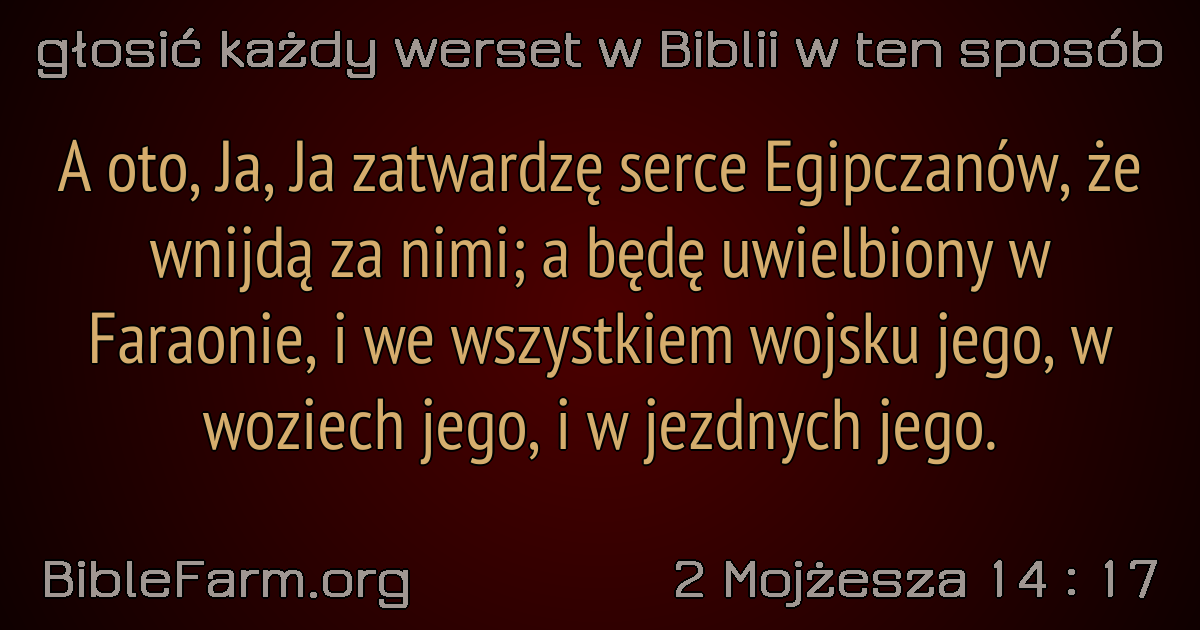 głosić każdy werset w Biblii w ten sposób
A oto, Ja, Ja zatwardzę serce Egipczanów, że
wnijdą za nimi; a będę uwielbiony w
Faraonie, i we wszystkiem wojsku jego, w
woziech jego, i w jezdnych jego.
BibleFarm.org
2 Mojżesza 14 : 17